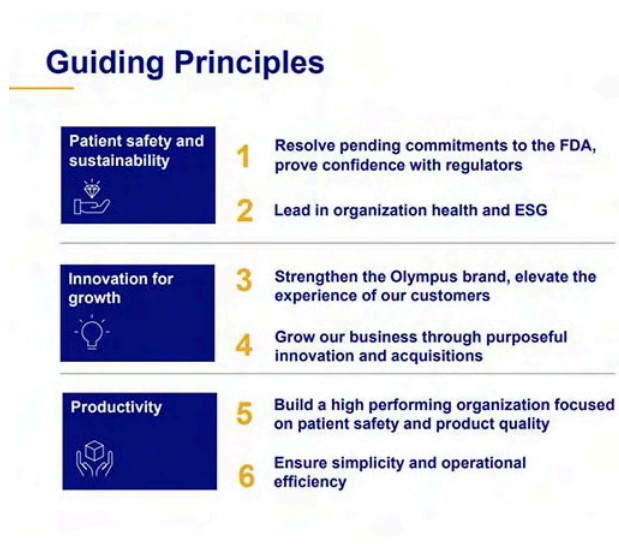 Guiding Principles
Patient safety and
sustainability
1
Resolve pending commitments to the FDA,
prove confidence with regulators
2
Lead in organization health and ESG
Innovation for
growth
3
Strengthen the Olympus brand, elevate the
experience of our customers
4
Grow our business through purposeful
innovation and acquisitions
Productivity
5
Build a high performing organization focused
on patient safety and product quality
6
Ensure simplicity and operational
efficiency